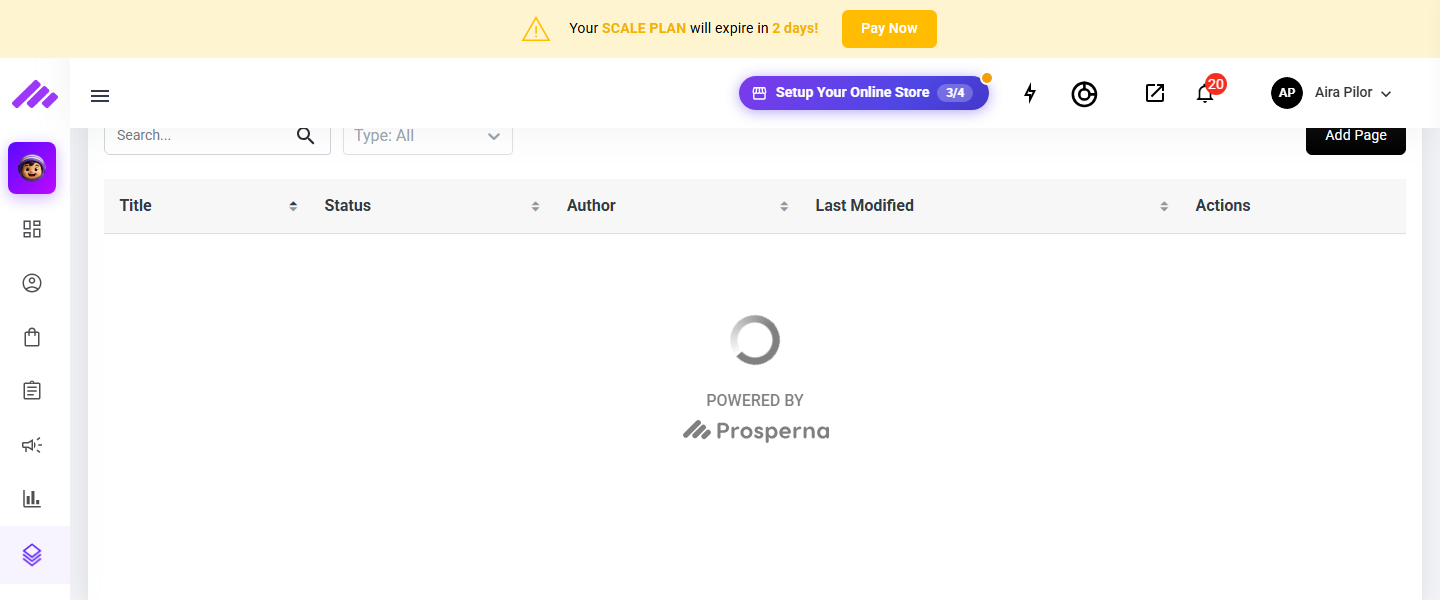 Your SCALE PLAN will expire in 2 days!
Pay Now
Setup Your Online Store 3/4
20
AP
Aira Pilor
Search...
Type: All
Add Page
Title
Status
Author
Last Modified
Actions
POWERED BY
Prosperna